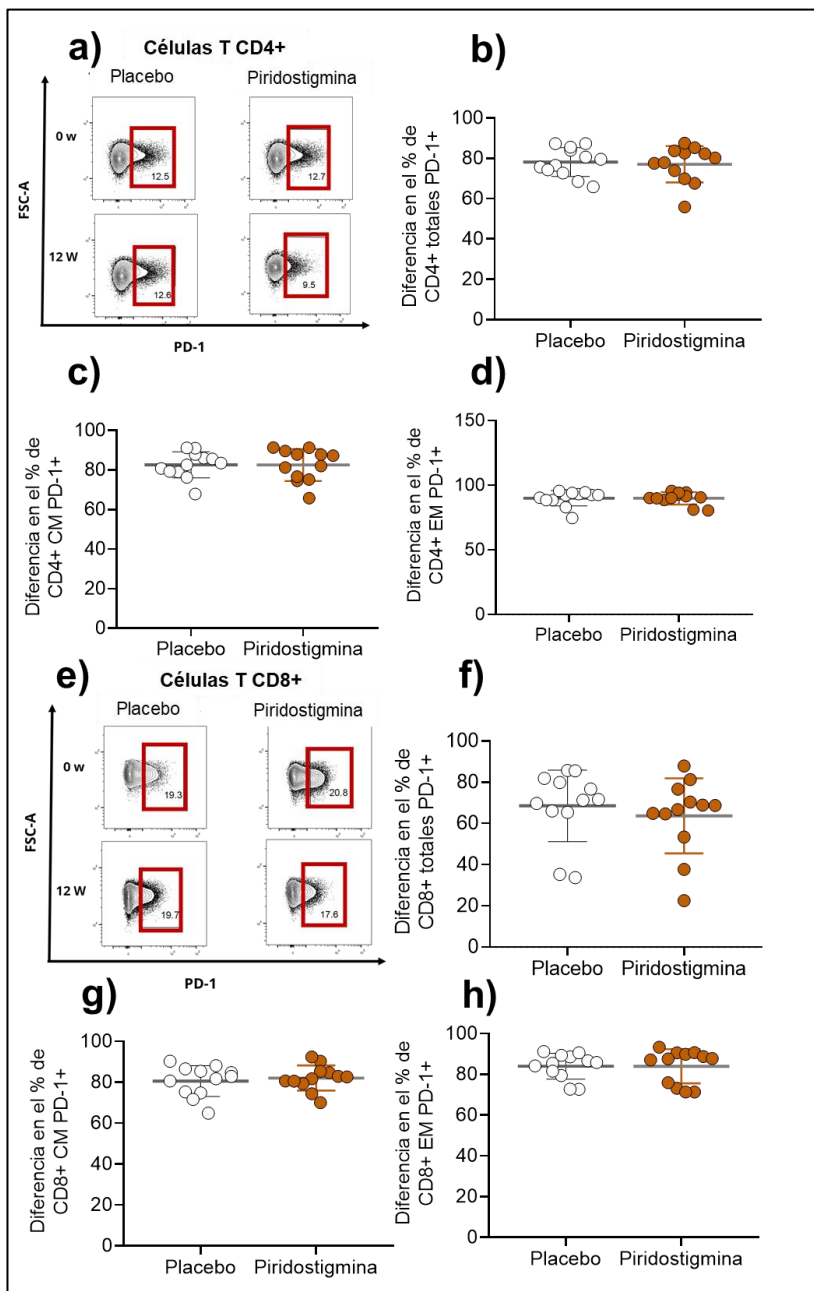 a)
Células T CD4+
Placebo
Piridostigmina
0 w
12.5
12.7
12 W
12.6
9.5
FSC-A
PD-1
b)
Diferencia en el % de
CD4+ totales PD-1+
100
80
60
40
20
0
Placebo
Piridostigmina
c)
Diferencia en el % de
CD4+ CM PD-1+
100
80
60
40
20
0
Placebo
Piridostigmina
d)
Diferencia en el % de
CD4+ EM PD-1+
150
100
50
0
Placebo
Piridostigmina
e)
Células T CD8+
Placebo
Piridostigmina
0 w
19.3
20.8
12 W
19.7
17.6
FSC-A
PD-1
f)
Diferencia en el % de
CD8+ totales PD-1+
100
80
60
40
20
0
Placebo
Piridostigmina
g)
Diferencia en el % de
CD8+ CM PD-1+
100
80
60
40
20
0
Placebo
Piridostigmina
h)
Diferencia en el % de
CD8+ EM PD-1+
100
80
60
40
20
0
Placebo
Piridostigmina